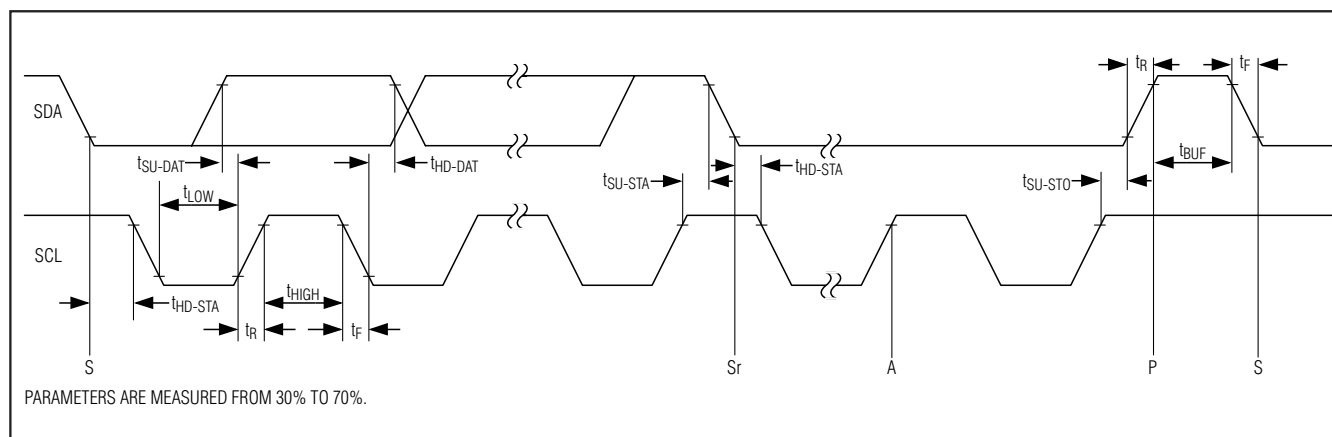 tR
tF
SDA
tSU-DAT
tHD-DAT
tBUF
tLOW
tSU-STA
tHD-STA
tSU-STO
SCL
tHD-STA
tHIGH
tR
tF
S
Sr
A
P
S
PARAMETERS ARE MEASURED FROM 30% TO 70%.